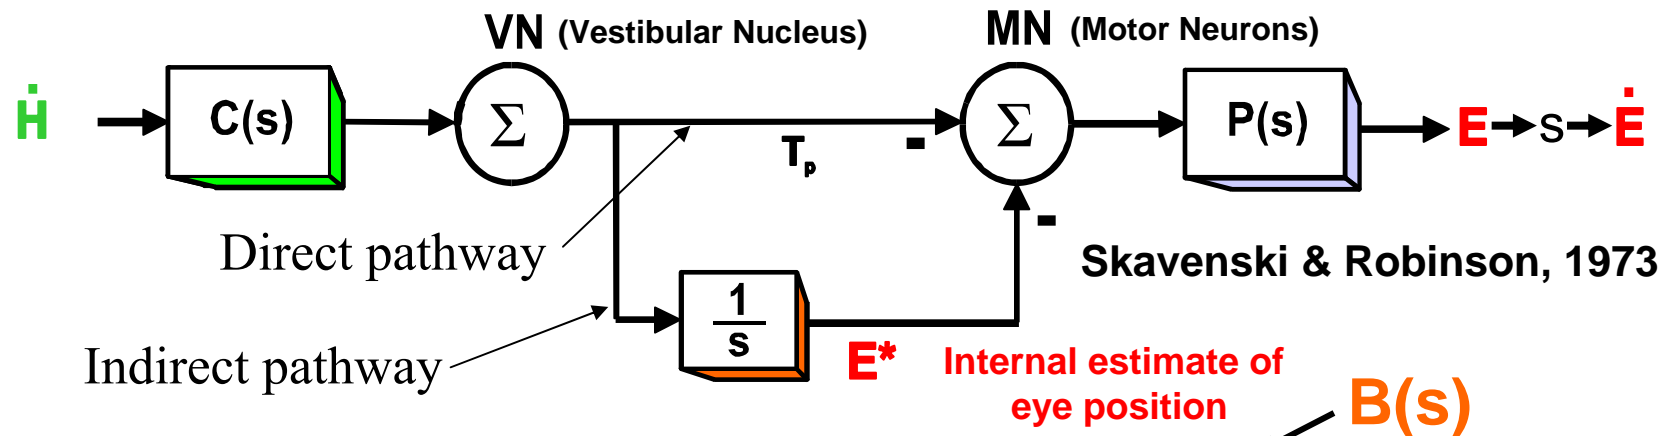 VN (Vestibular Nucleus)
MN (Motor Neurons)
Ḣ
C(s)
Σ
Tp
-
Σ
P(s)
E→s→Ė
-
Direct pathway
Skavenski & Robinson, 1973
1
s
Indirect pathway
E*
Internal estimate of
eye position
B(s)